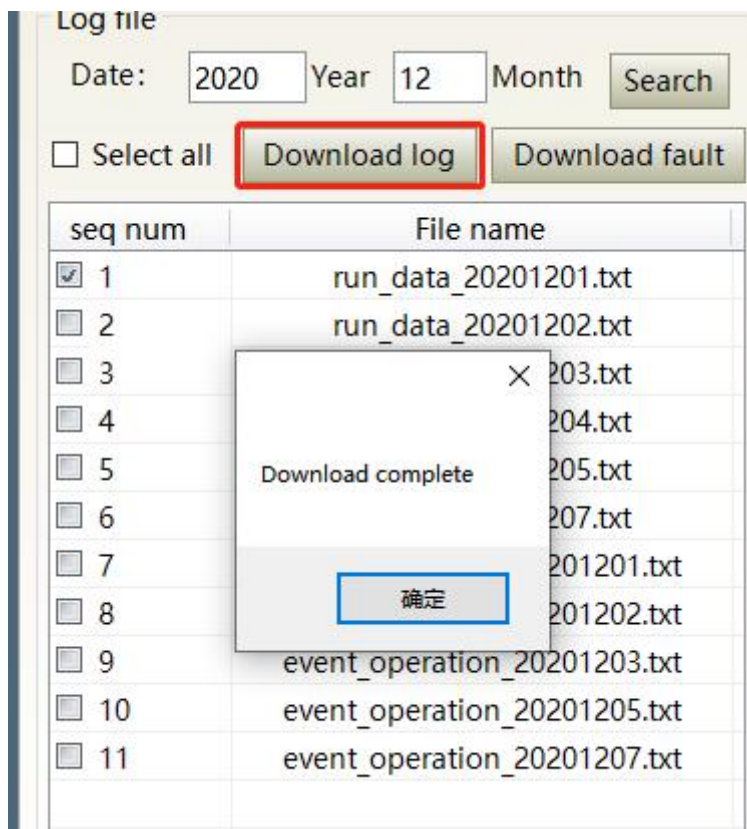 Log file
Date: 2020 Year 12 Month Search
Select all Download log Download fault
seq num File name
1 run_data_20201201.txt
2 run_data_20201202.txt
3 203.txt
4 204.txt
5 205.txt
6 207.txt
7 201201.txt
8 201202.txt
9 event_operation_20201203.txt
10 event_operation_20201205.txt
11 event_operation_20201207.txt
Download complete
确定